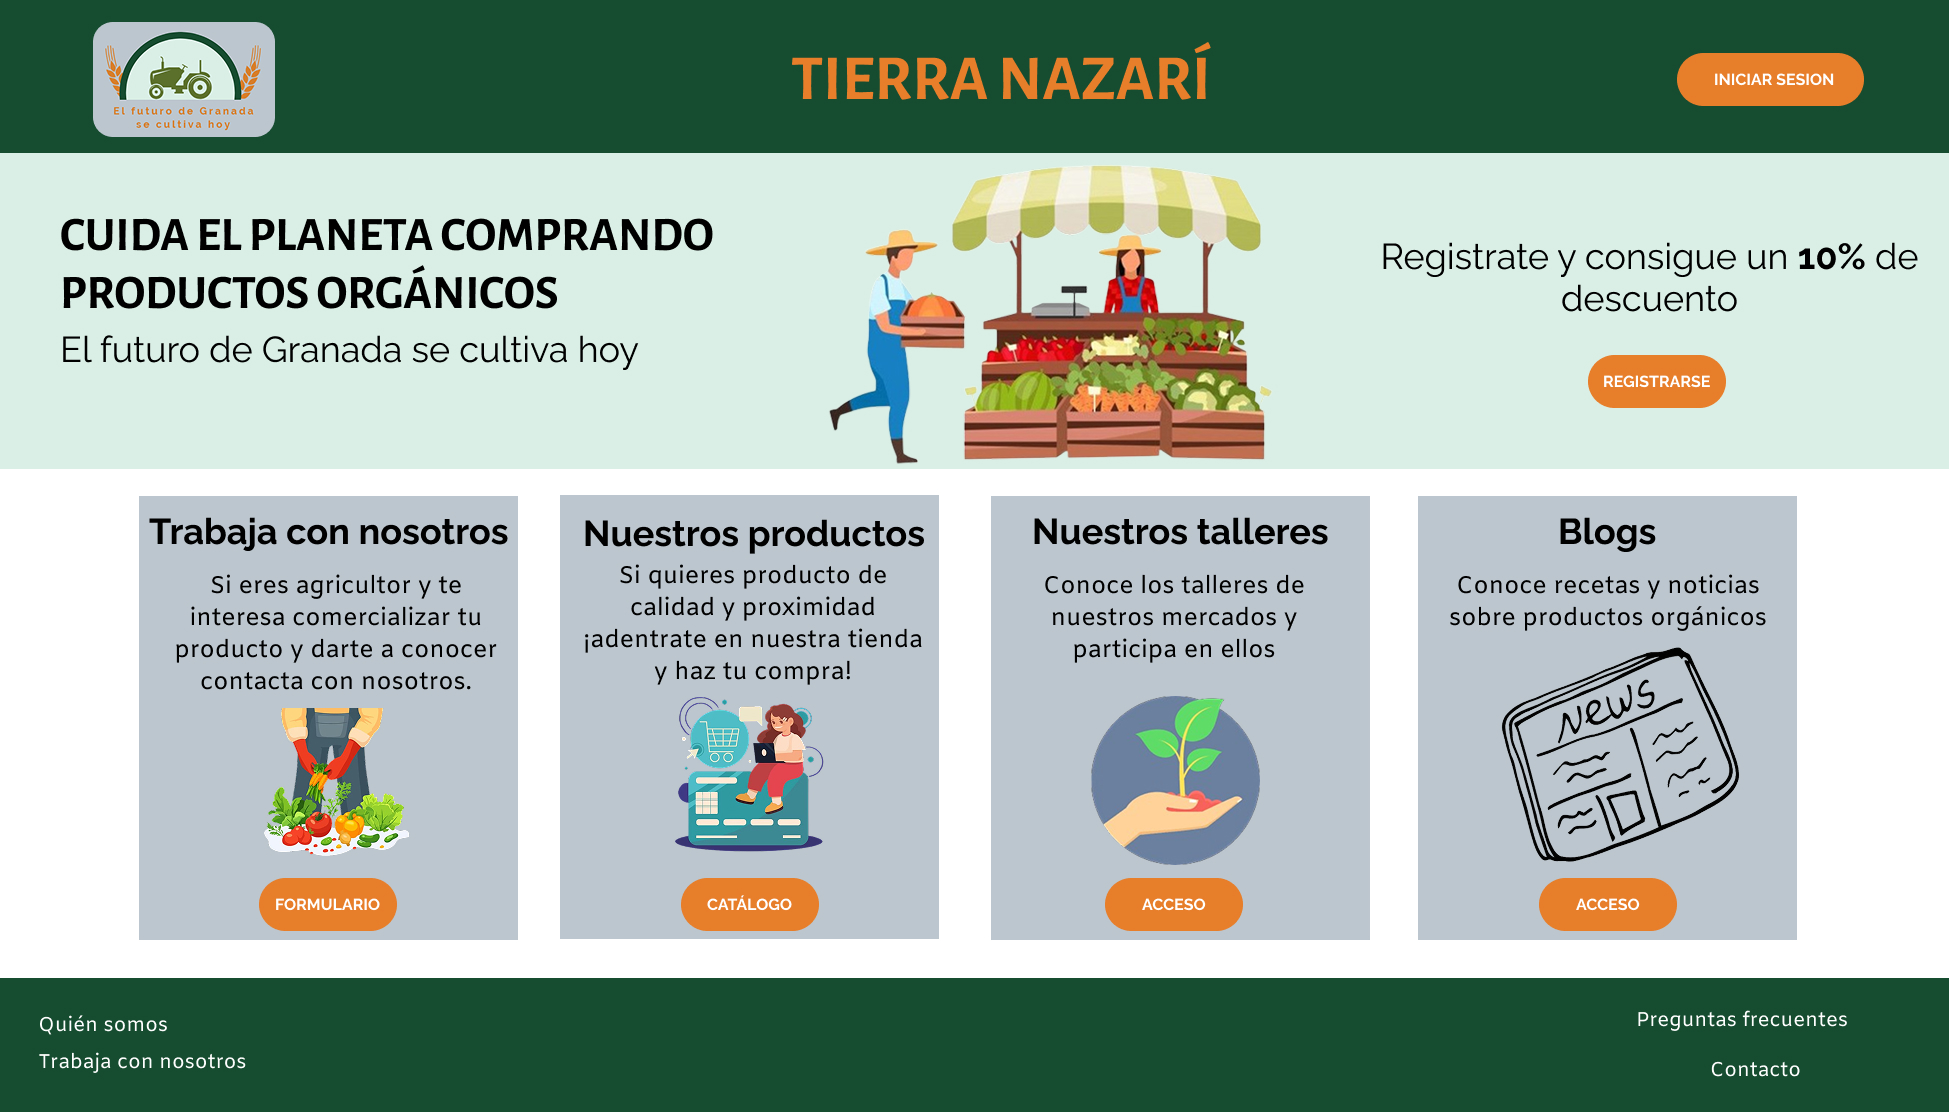 El futuro de Granada
se cultiva hoy
TIERRA NAZARÍ
INICIAR SESION
CUIDA EL PLANETA COMPRANDO
PRODUCTOS ORGÁNICOS
El futuro de Granada se cultiva hoy
Registrate y consigue un 10% de
descuento
REGISTRARSE
Trabaja con nosotros
Si eres agricultor y te
interesa comercializar tu
producto y darte a conocer
contacta con nosotros.
FORMULARIO
Nuestros productos
Si quieres producto de
calidad y proximidad
¡adentrate en nuestra tienda
y haz tu compra!
CATÁLOGO
Nuestros talleres
Conoce los talleres de
nuestros mercados y
participa en ellos
ACCESO
Blogs
Conoce recetas y noticias
sobre productos orgánicos
NEWS
ACCESO
Quién somos
Trabaja con nosotros
Preguntas frecuentes
Contacto